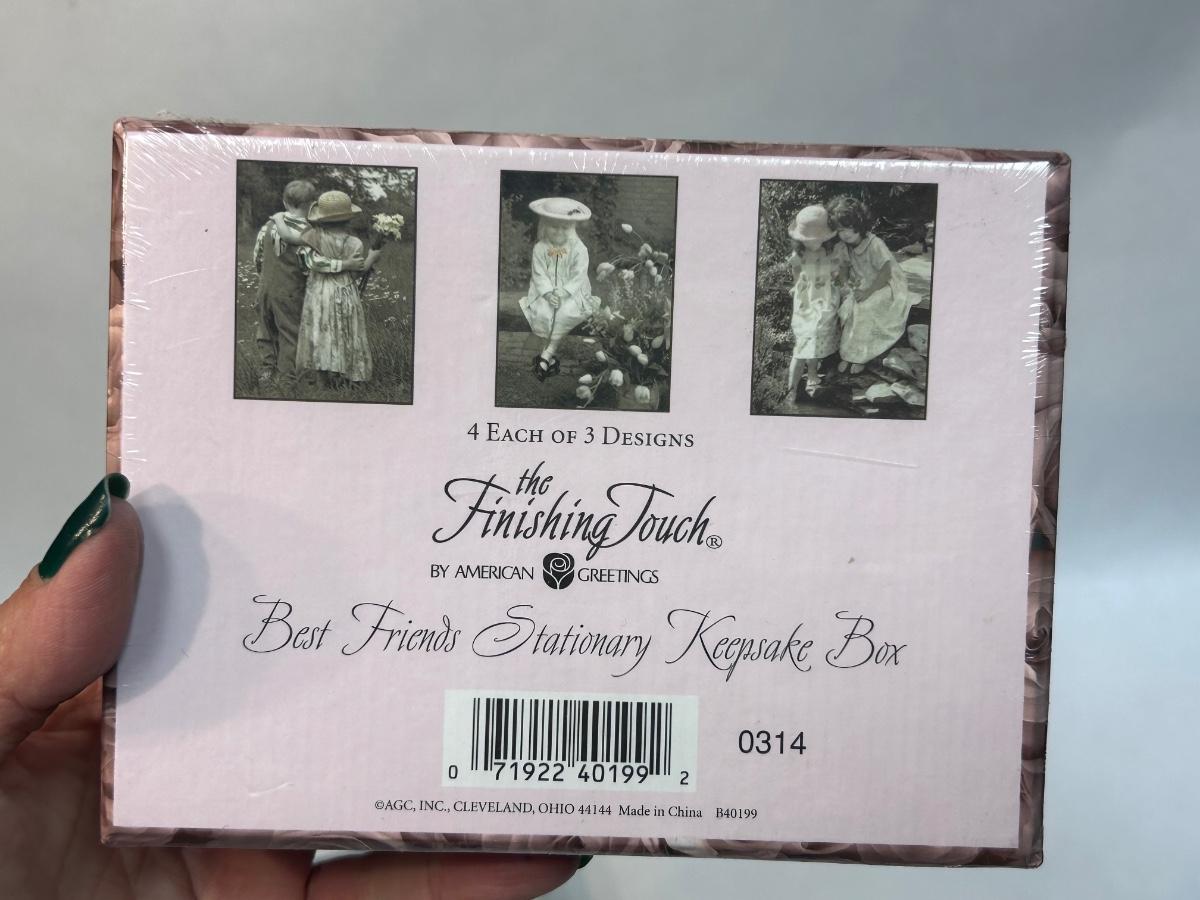 4 Each of 3 Designs
the
Finishing Touch®
BY AMERICAN GREETINGS
Best Friends Stationary Keepsake Box
0 71922 40199 2
0314
©AGC, INC., CLEVELAND, OHIO 44144 Made in China B40199